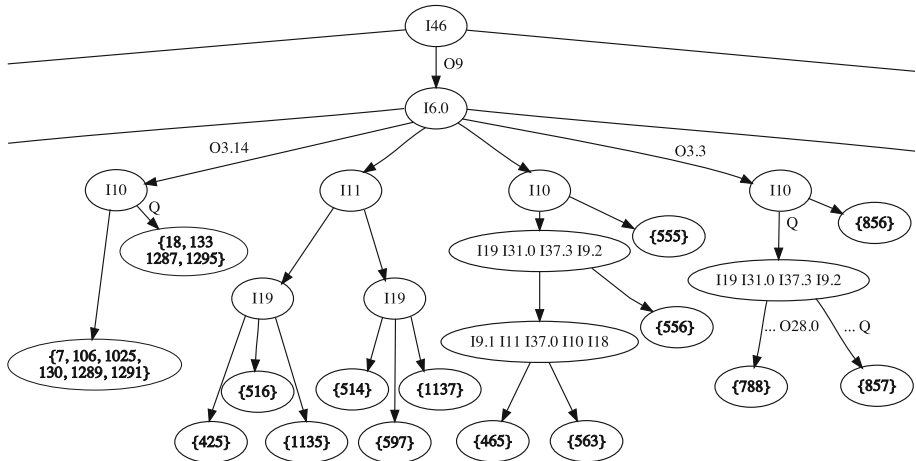 I46
O9
I6.0
O3.14
O3.3
I10
I11
I10
I10
Q
{18, 133
1287, 1295}
{555}
Q
{856}
I19 I31.0 I37.3 I9.2
I19 I31.0 I37.3 I9.2
I19
I19
{556}
... O28.0
... Q
I9.1 I11 I37.0 I10 I18
{7, 106, 1025,
130, 1289, 1291}
{516}
{514}
{1137}
{788}
{857}
{425}
{1135}
{597}
{465}
{563}